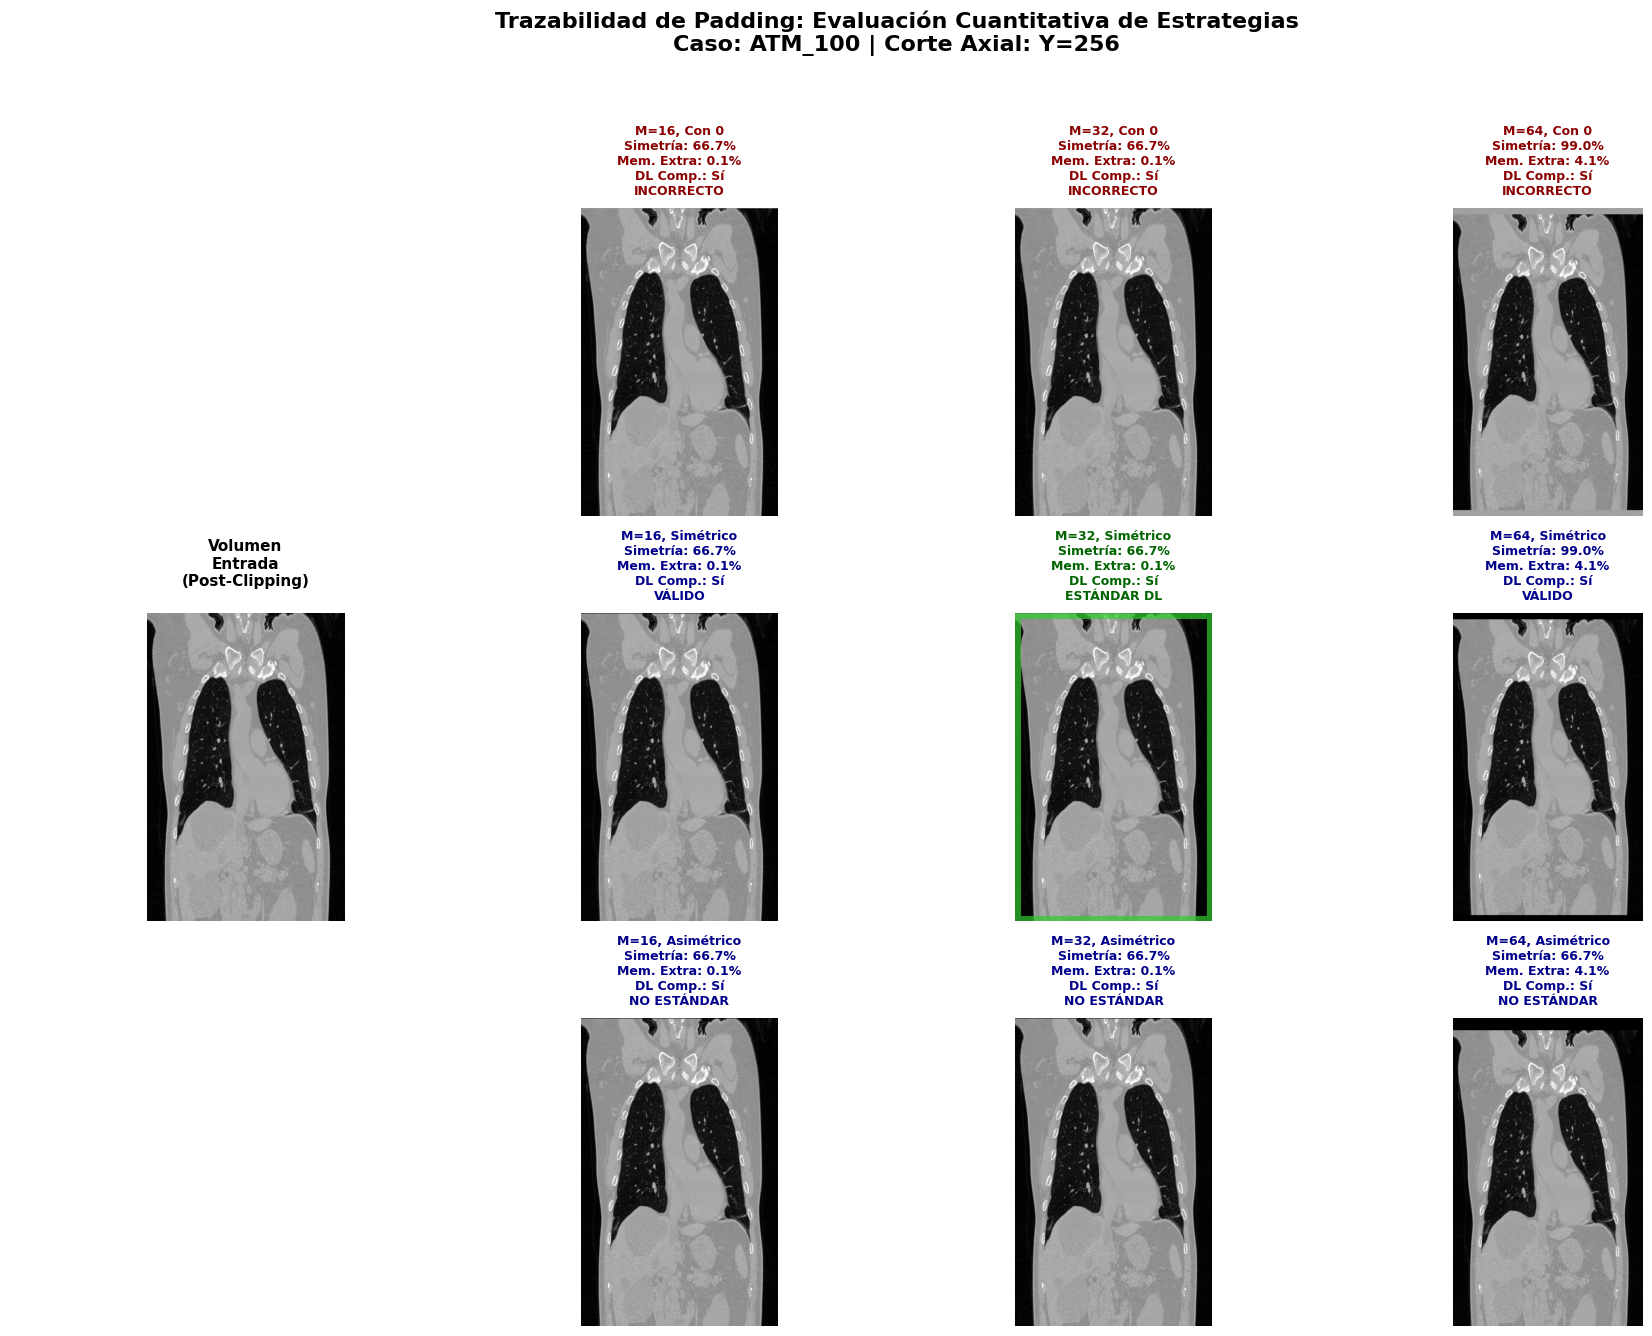 Trazabilidad de Padding: Evaluación Cuantitativa de Estrategias
Caso: ATM_100 | Corte Axial: Y=256
M=16, Con 0
Simetría: 66.7%
Mem. Extra: 0.1%
DL Comp.: Sí
INCORRECTO
M=32, Con 0
Simetría: 66.7%
Mem. Extra: 0.1%
DL Comp.: Sí
INCORRECTO
M=64, Con 0
Simetría: 99.0%
Mem. Extra: 4.1%
DL Comp.: Sí
INCORRECTO
Volumen
Entrada
(Post-Clipping)
M=16, Simétrico
Simetría: 66.7%
Mem. Extra: 0.1%
DL Comp.: Sí
VÁLIDO
M=32, Simétrico
Simetría: 66.7%
Mem. Extra: 0.1%
DL Comp.: Sí
ESTÁNDAR DL
M=64, Simétrico
Simetría: 99.0%
Mem. Extra: 4.1%
DL Comp.: Sí
VÁLIDO
M=16, Asimétrico
Simetría: 66.7%
Mem. Extra: 0.1%
DL Comp.: Sí
NO ESTÁNDAR
M=32, Asimétrico
Simetría: 66.7%
Mem. Extra: 0.1%
DL Comp.: Sí
NO ESTÁNDAR
M=64, Asimétrico
Simetría: 66.7%
Mem. Extra: 4.1%
DL Comp.: Sí
NO ESTÁNDAR